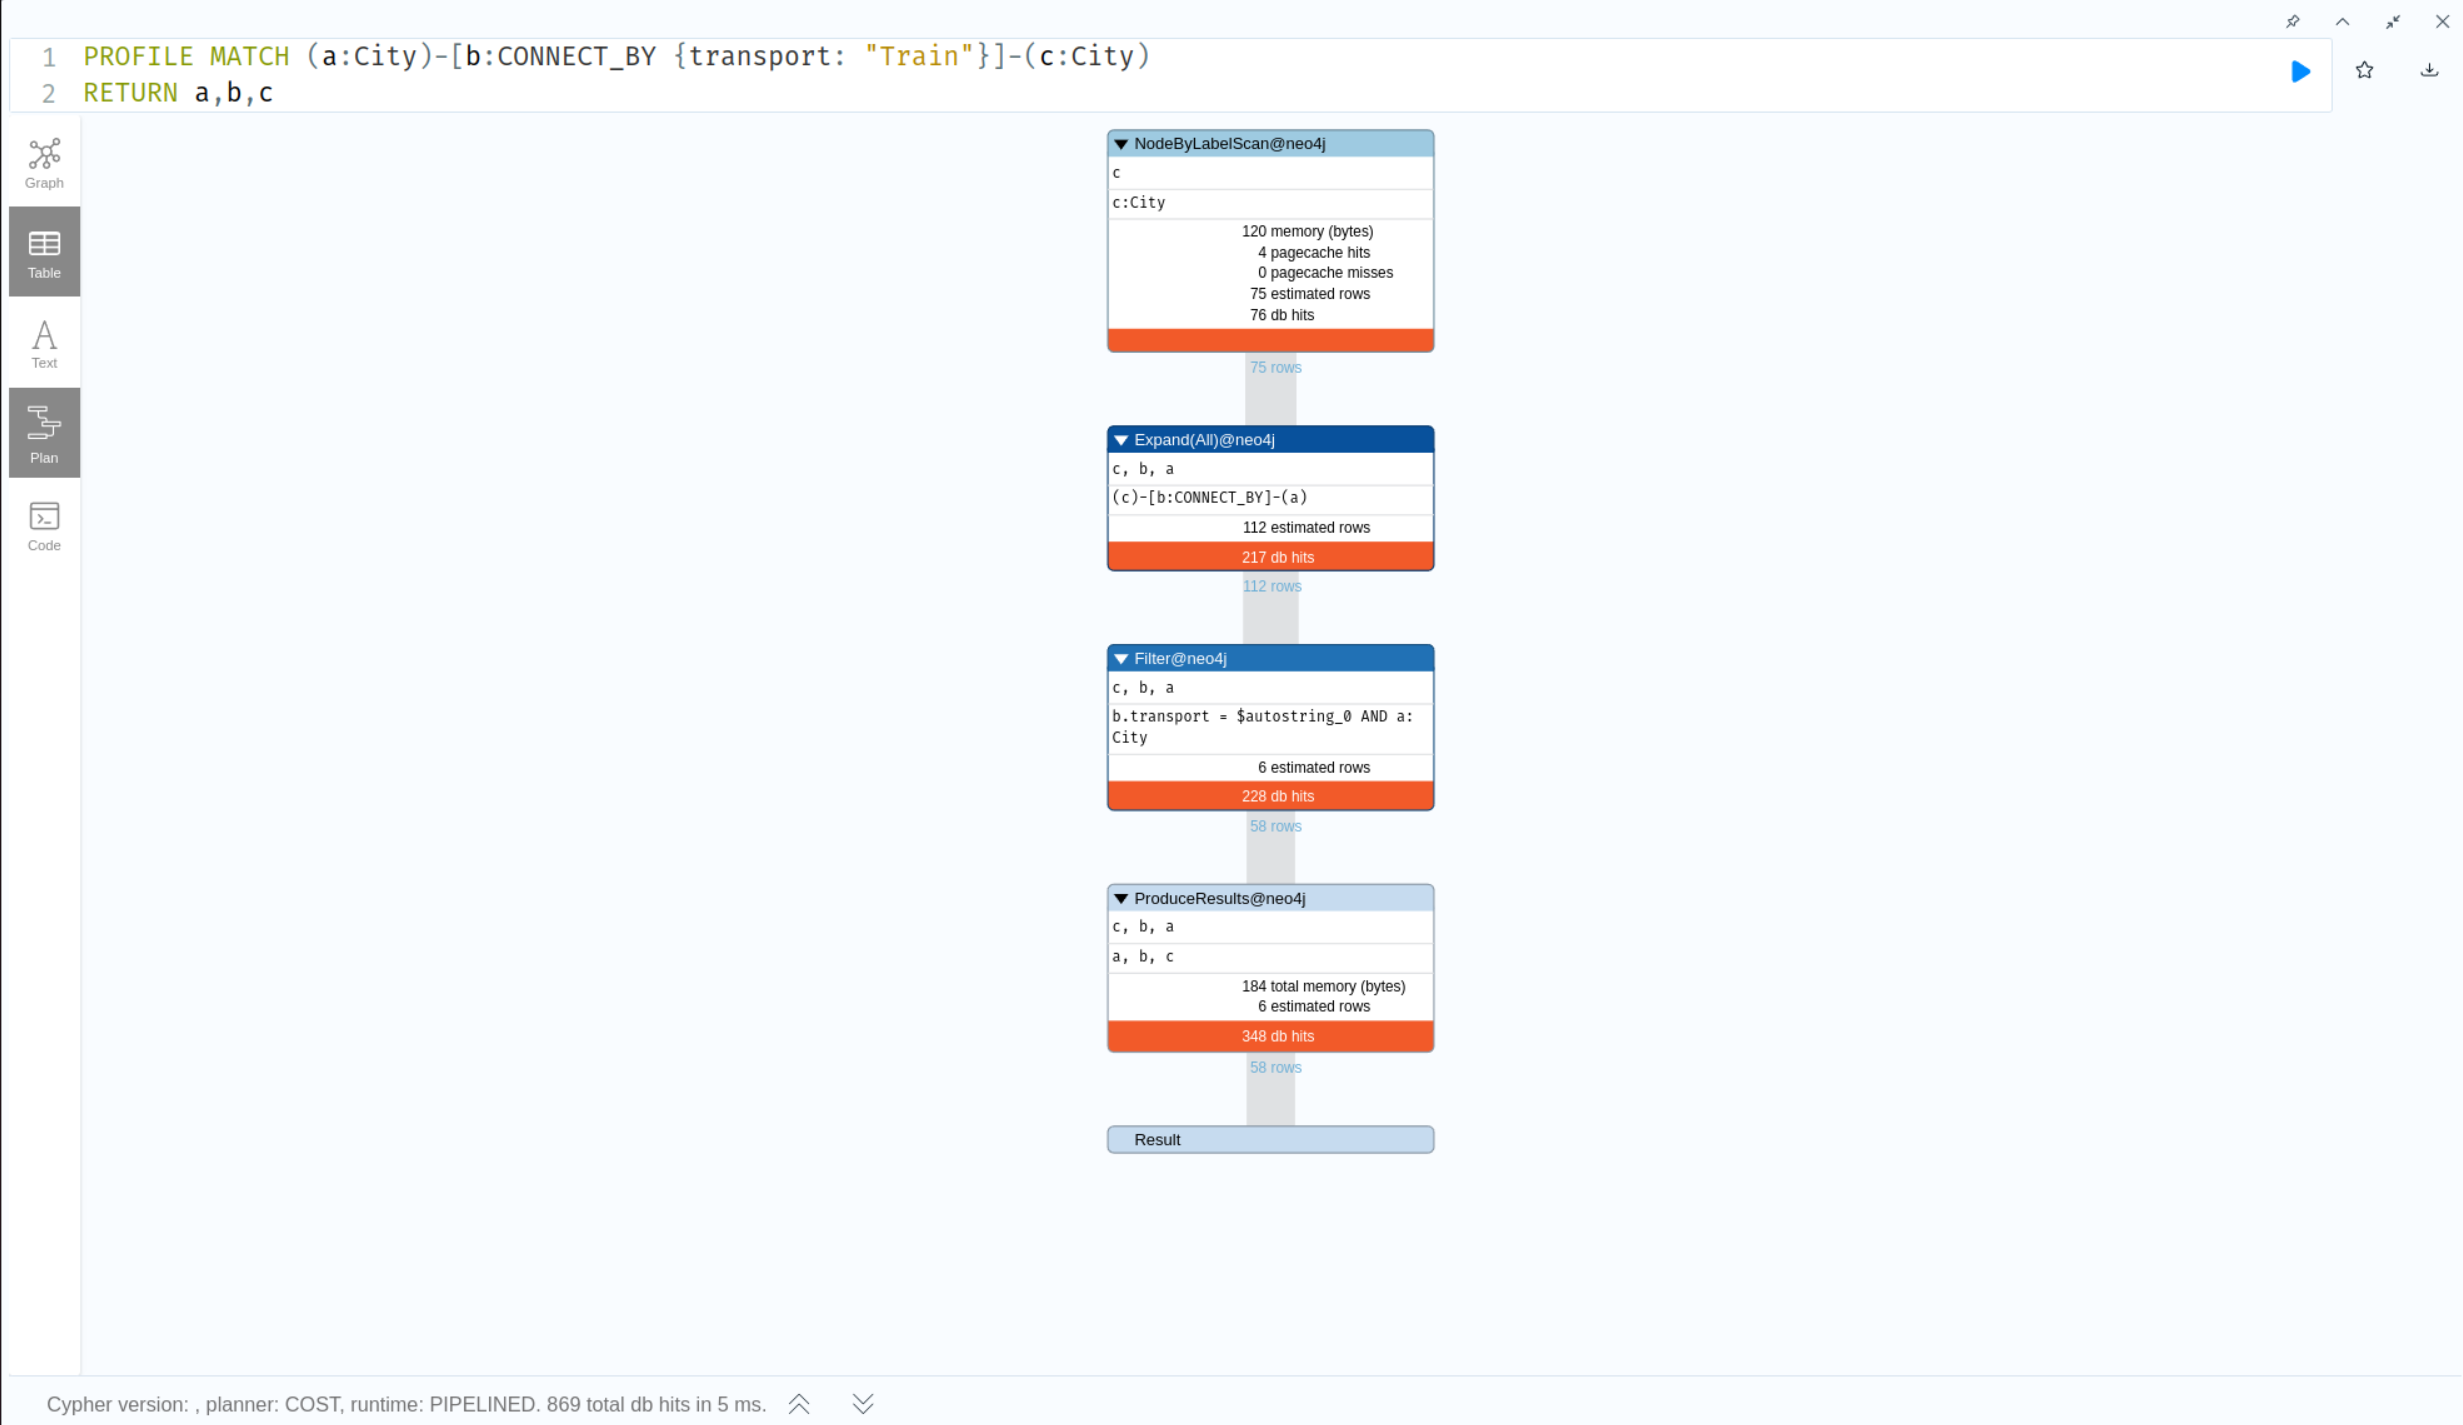 1 PROFILE MATCH (a:City)-[b:CONNECT_BY {transport: "Train"}]-(c:City)
2 RETURN a,b,c
Graph
Table
Text
Plan
Code
NodeByLabelScan@neo4j
c
c:City
120 memory (bytes)
4 pagecache hits
0 pagecache misses
75 estimated rows
76 db hits
75 rows
Expand(All)@neo4j
c, b, a
(c)-[b:CONNECT_BY]-(a)
112 estimated rows
217 db hits
112 rows
Filter@neo4j
c, b, a
b.transport = $autostring_0 AND a:
City
6 estimated rows
228 db hits
58 rows
ProduceResults@neo4j
c, b, a
a, b, c
184 total memory (bytes)
6 estimated rows
348 db hits
58 rows
Result
Cypher version: , planner: COST, runtime: PIPELINED. 869 total db hits in 5 ms.